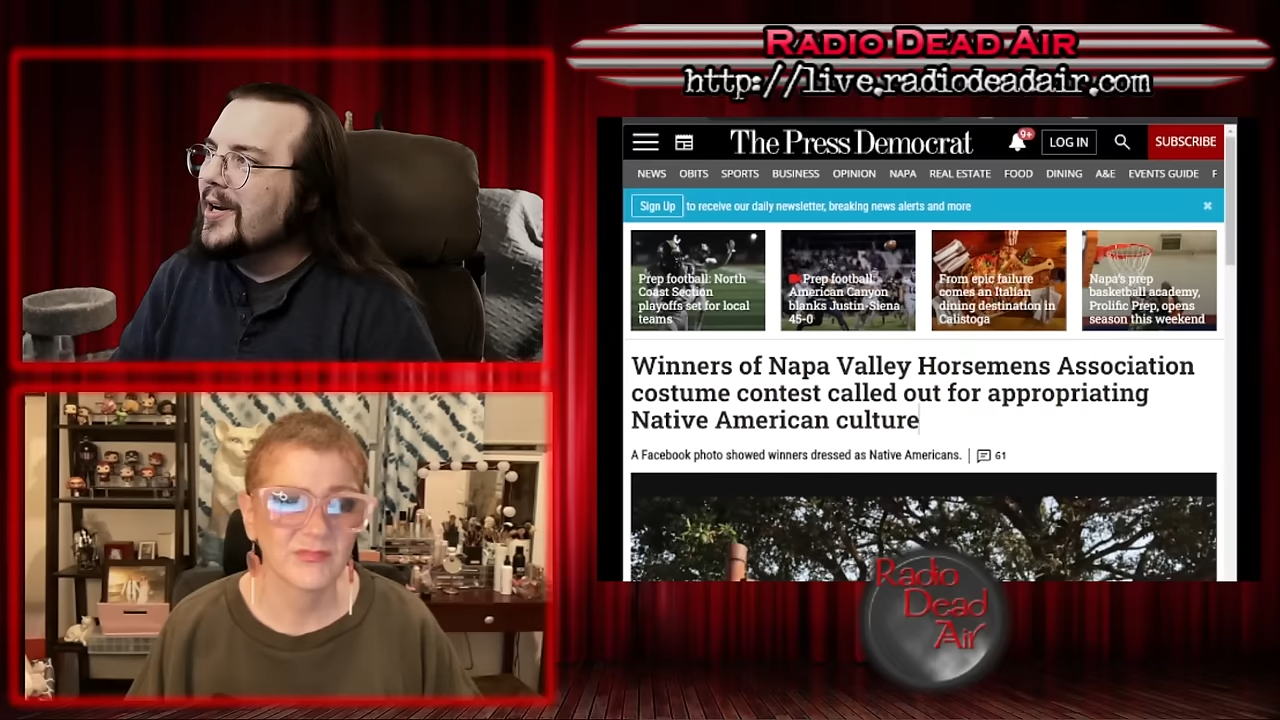 RADIO DEAD AIR
http://live.radiodeadair.com
The Press Democrat
9+
LOG IN
SUBSCRIBE
NEWS OBITS SPORTS BUSINESS OPINION NAPA REAL ESTATE FOOD DINING A&E EVENTS GUIDE F
Sign Up to receive our daily newsletter, breaking news alerts and more
Prep football: North
Coast Section
playoffs set for local
teams
Prep football:
American Canyon
blanks Justin-Siena
45-0
From epic failure
comes an Italian
dining destination in
Calistoga
Napa's prep
basketball academy,
Prolific Prep, opens
season this weekend
Winners of Napa Valley Horsemens Association
costume contest called out for appropriating
Native American culture
A Facebook photo showed winners dressed as Native Americans. | 61
Radio
Dead
Air